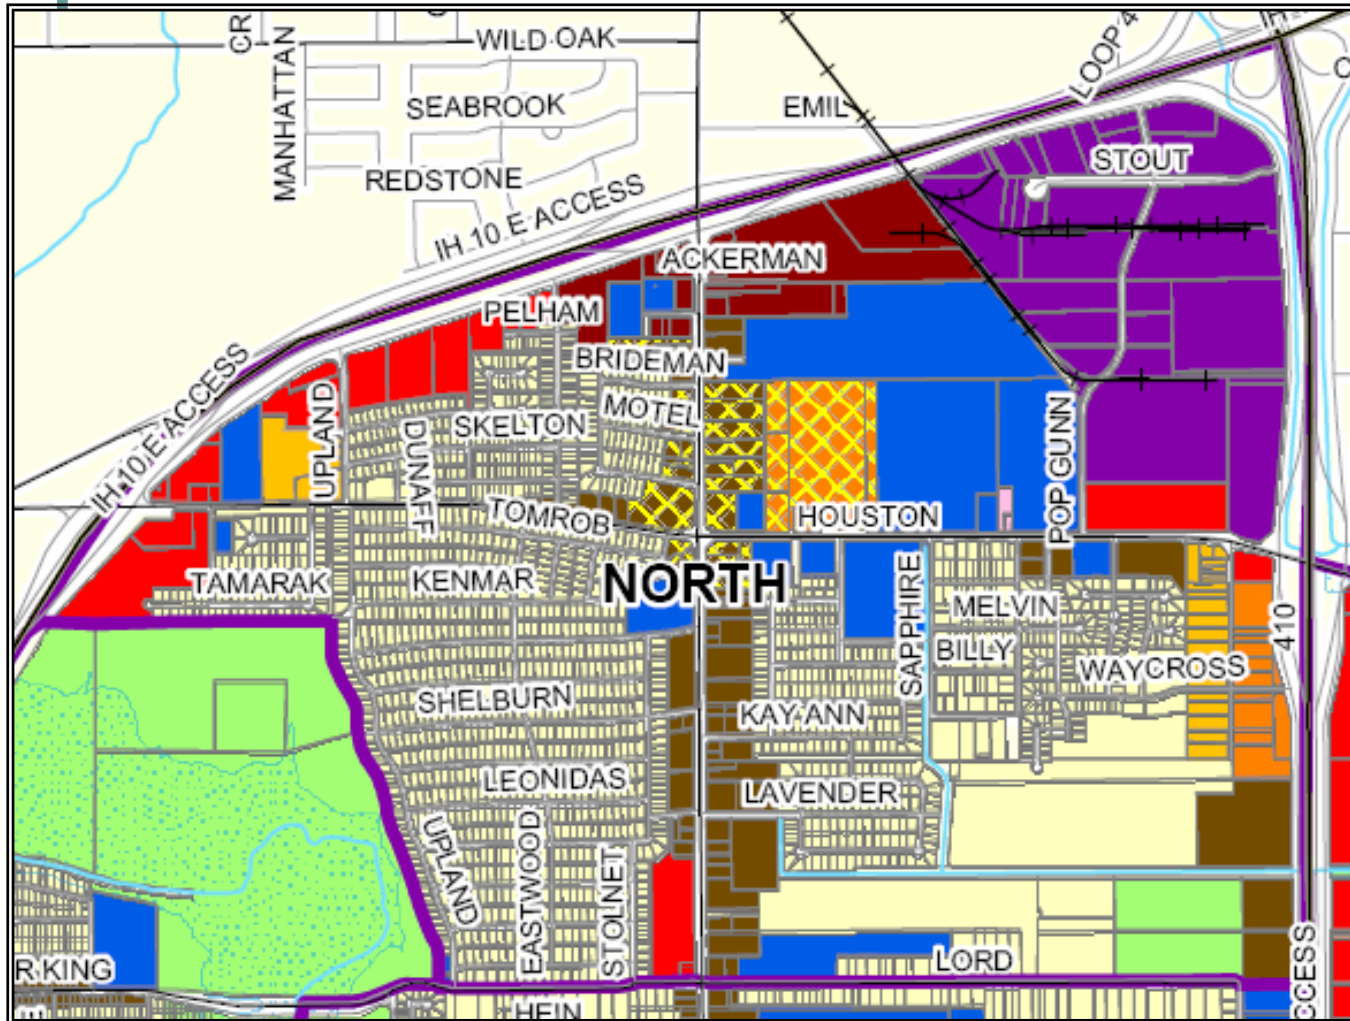 CR
C
WILD OAK
MANHATTAN
SEABROOK
REDSTONE
IH 10 E ACCESS
EMIL
LOOP 4
IH
C
STOUT
ACKERMAN
PELHAM
BRIDEMAN
IH 10 E ACCESS
UPLAND
DUNAFF
SKELTON
MOTEL
TOMROB
HOUSTON
POP GUNN
TAMARAK
KENMAR
NORTH
SAPPHIRE
MELVIN
BILLY
WAYCROSS
410
SHELBURN
KAY ANN
LEONIDAS
LAVENDER
UPLAND
EASTWOOD
STOLNET
R KING
LORD
CCESS
HEIN
E